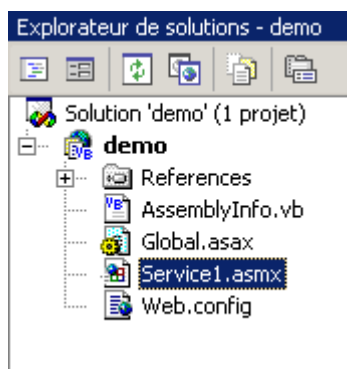 Explorateur de solutions - demo
Solution 'demo' (1 projet)
demo
References
AssemblyInfo.vb
Global.asax
Service1.asmx
Web.config